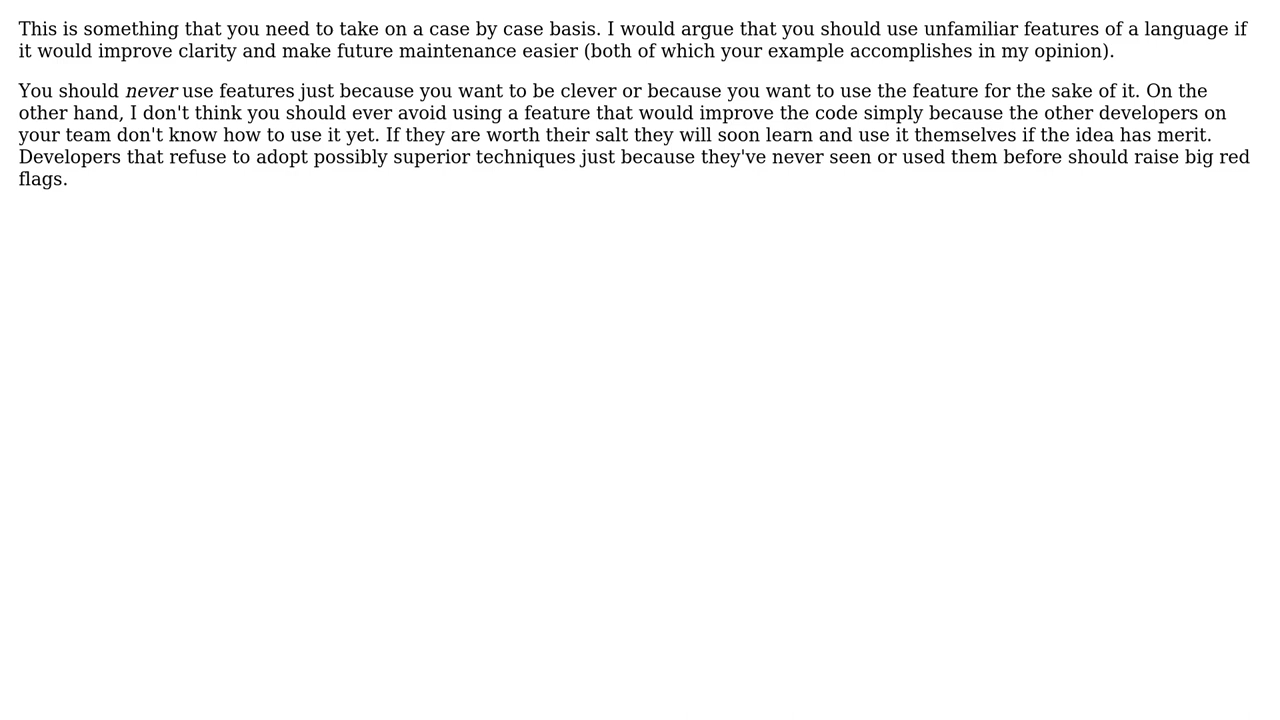 This is something that you need to take on a case by case basis. I would argue that you should use unfamiliar features of a language if
it would improve clarity and make future maintenance easier (both of which your example accomplishes in my opinion).
You should never use features just because you want to be clever or because you want to use the feature for the sake of it. On the
other hand, I don't think you should ever avoid using a feature that would improve the code simply because the other developers on
your team don't know how to use it yet. If they are worth their salt they will soon learn and use it themselves if the idea has merit.
Developers that refuse to adopt possibly superior techniques just because they've never seen or used them before should raise big red
flags.